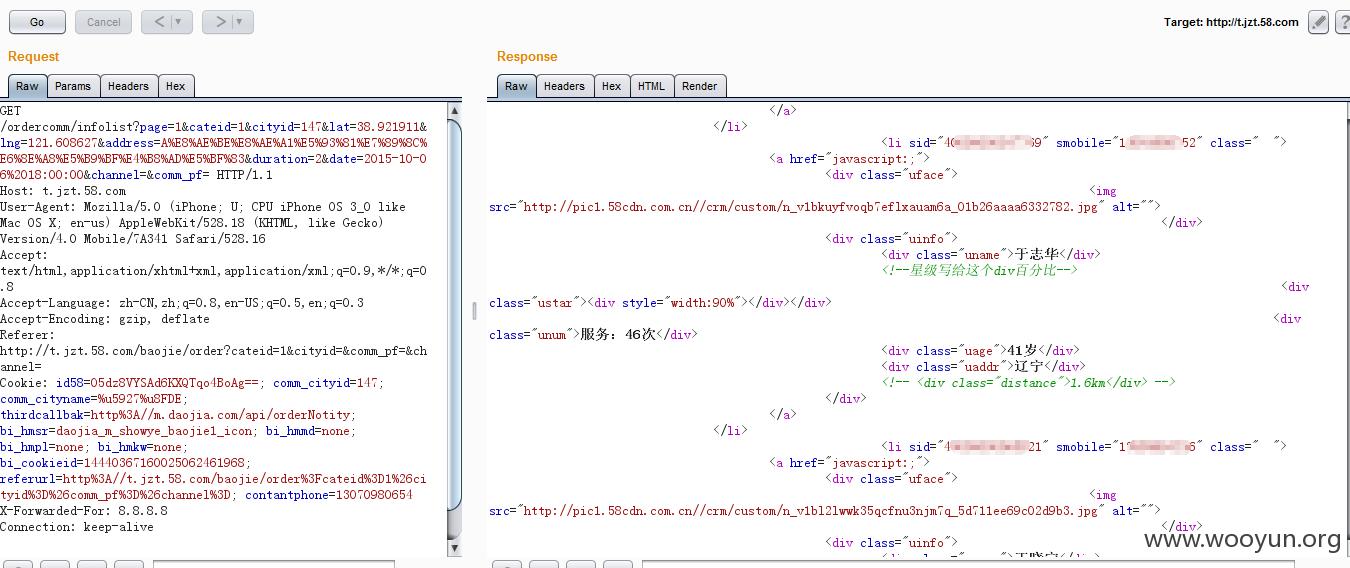 Go
Cancel
<
>
Target: http://t.jzt.58.com
?
Request
Raw
Params
Headers
Hex
GET
/ordercomm/infolist?page=1&cateid=1&cityid=147&lat=38.921911&
lng=121.608627&address=A%E8%AE%BE%E8%AE%A1%E5%93%81%E7%89%8C%
E6%8E%A8%E5%B9%BF%E4%B8%AD%E5%BF%83&duration=2&date=2015-10-0
6%2018:00:00&channel=&comm_pf= HTTP/1.1
Host: t.jzt.58.com
User-Agent: Mozilla/5.0 (iPhone; U; CPU iPhone OS 3_0 like
Mac OS X; en-us) AppleWebKit/528.18 (KHTML, like Gecko)
Version/4.0 Mobile/7A341 Safari/528.16
Accept:
text/html,application/xhtml+xml,application/xml;q=0.9,*/*;q=0
.8
Accept-Language: zh-CN,zh;q=0.8,en-US;q=0.5,en;q=0.3
Accept-Encoding: gzip, deflate
Referer:
http://t.jzt.58.com/baojie/order?cateid=1&cityid=&comm_pf=&ch
annel=
Cookie: id58=05dz8VYSAd6KXQTqo4BoAg==; comm_cityid=147;
comm_cityname=%u5927%u8FDE;
thirdcallbak=http%3A//m.daojia.com/api/orderNotity;
bi_hmsr=daojia_m_showye_baojie1_icon; bi_hmmd=none;
bi_hmpl=none; bi_hmkw=none;
bi_cookieid=14440367160025062461968;
referurl=http%3A//t.jzt.58.com/baojie/order%3Fcateid%3D1%26ci
tyid%3D%26comm_pf%3D%26channel%3D; contantphone=13070980654
X-Forwarded-For: 8.8.8.8
Connection: keep-alive
Response
Raw
Headers
Hex
HTML
Render
</a>
</li>
<li sid="40 69" smobile="1 52" class=" ">
<a href="javascript:;">
<div class="uface">
<img
src="http://pic1.58cdn.com.cn//crm/custom/n_v1bkuyfvoqb7eflxauam6a_01b26aaaa6332782.jpg" alt="">
</div>
<div class="uinfo">
<div class="uname">于志华</div>
<!--星级写给这个div百分比-->
<div
class="ustar"><div style="width:90%"></div></div>
<div
class="unum">服务：46次</div>
<div class="uage">41岁</div>
<div class="uaddr">辽宁</div>
<!-- <div class="distance">1.6km</div> -->
</div>
</a>
</li>
<li sid="4 21" smobile="1 6" class=" ">
<a href="javascript:;">
<div class="uface">
<img
src="http://pic1.58cdn.com.cn//crm/custom/n_v1bl2lwwk35qcfnu3njm7q_5d711ee69c02d9b3.jpg" alt="">
</div>
<div class="uinfo">
www.wooyun.org